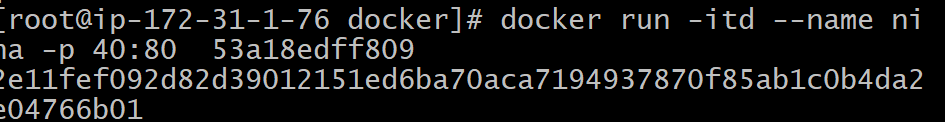 [root@ip-172-31-1-76 docker]# docker run -itd --name ni
na -p 40:80  53a18edff809
2e11fef092d82d39012151ed6ba70aca7194937870f85ab1c0b4da2
e04766b01